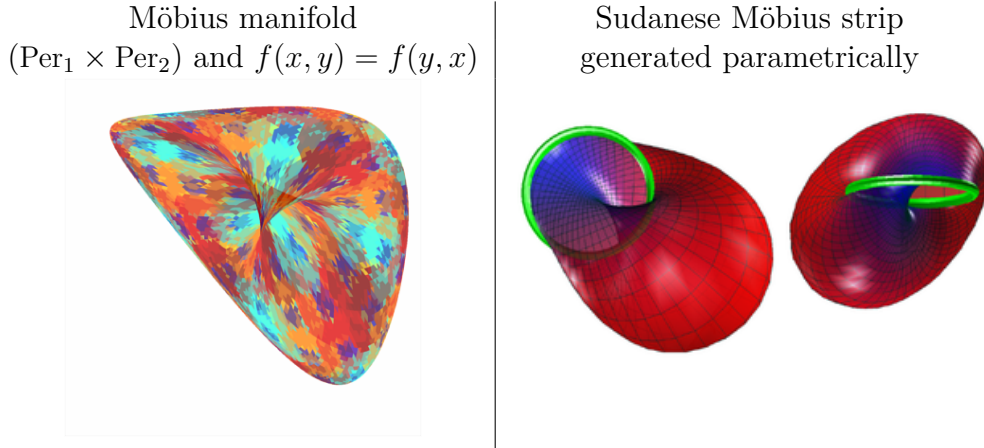 Möbius manifold
(Per₁ × Per₂) and f(x, y) = f(y, x)
Sudanese Möbius strip
generated parametrically